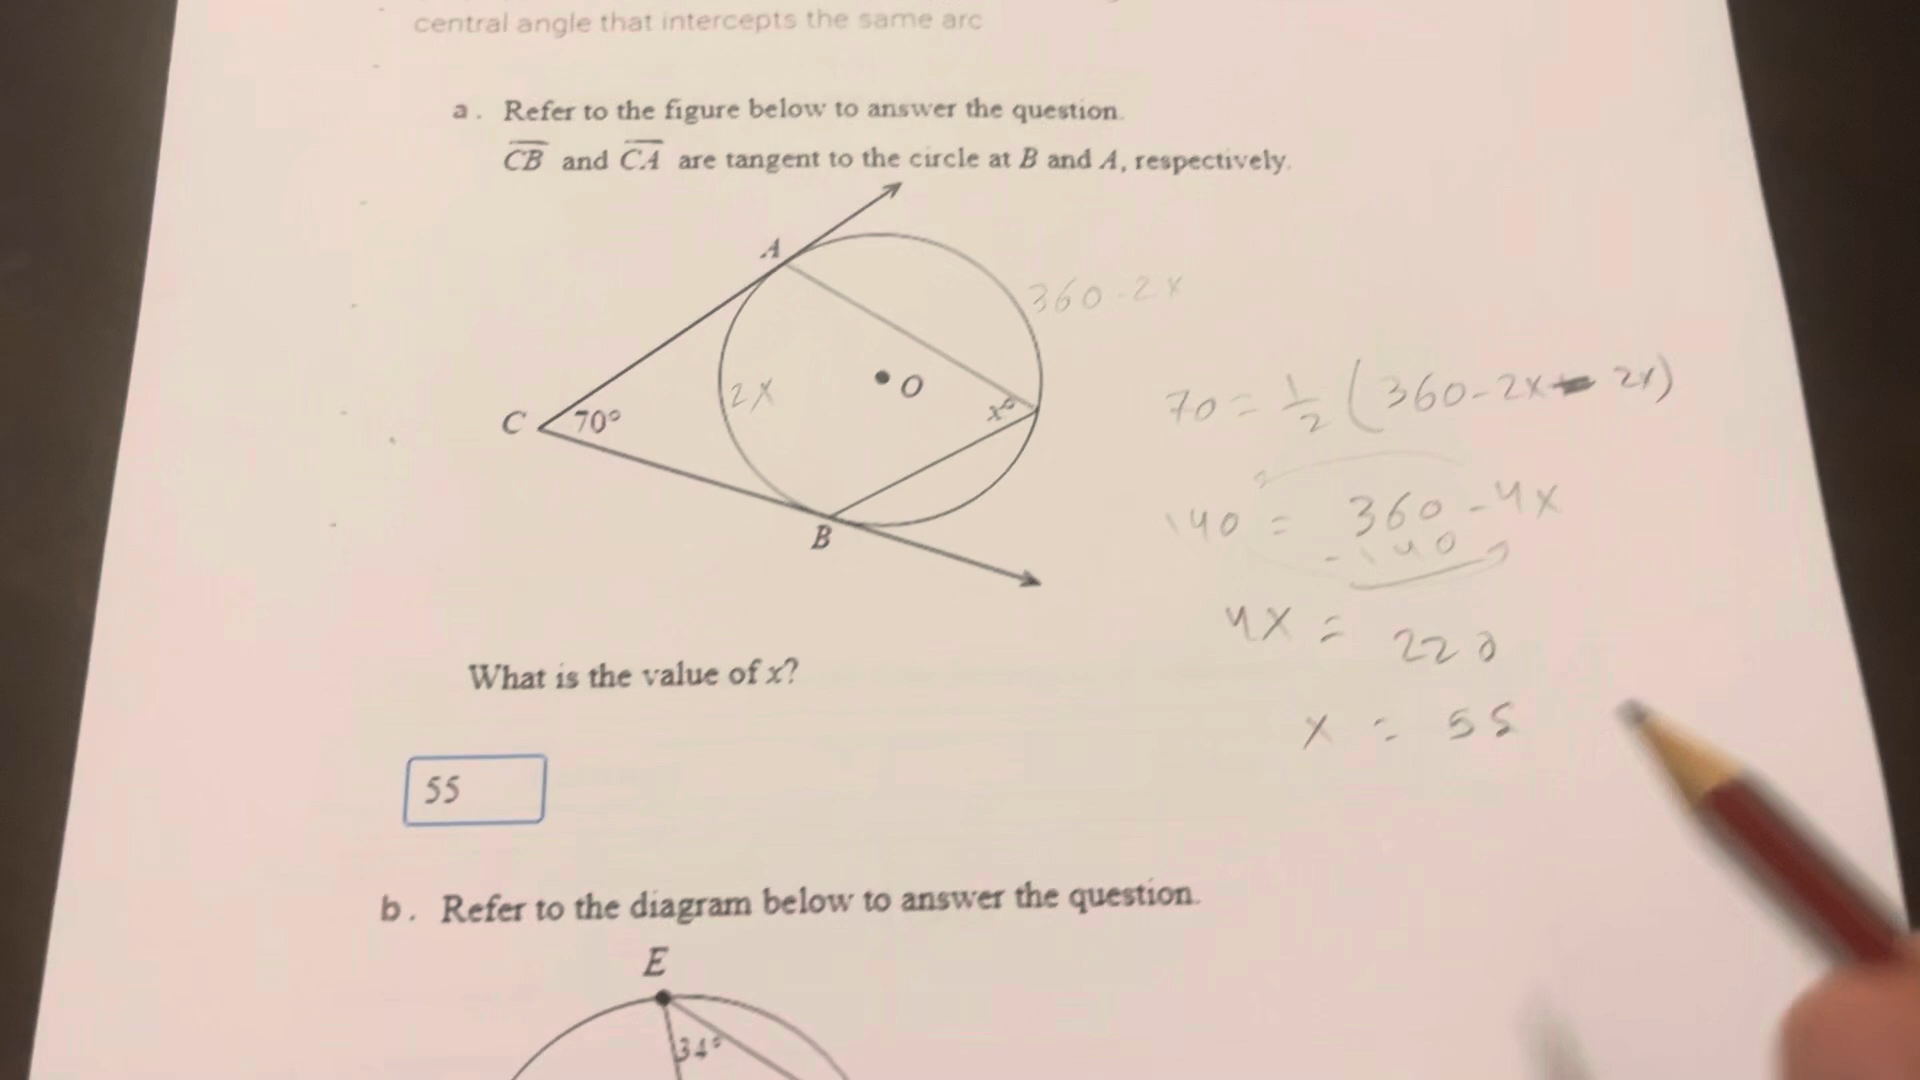 central angle that intercepts the same arc
a. Refer to the figure below to answer the question.
CB and CA are tangent to the circle at B and A, respectively.
A
360-2x
2x
O
x°
C 70°
B
70 = 1/2 (360-2x - 2x)
2
140 = 360-4x
-140
4x = 220
x = 55
What is the value of x?
55
b. Refer to the diagram below to answer the question.
E
34°